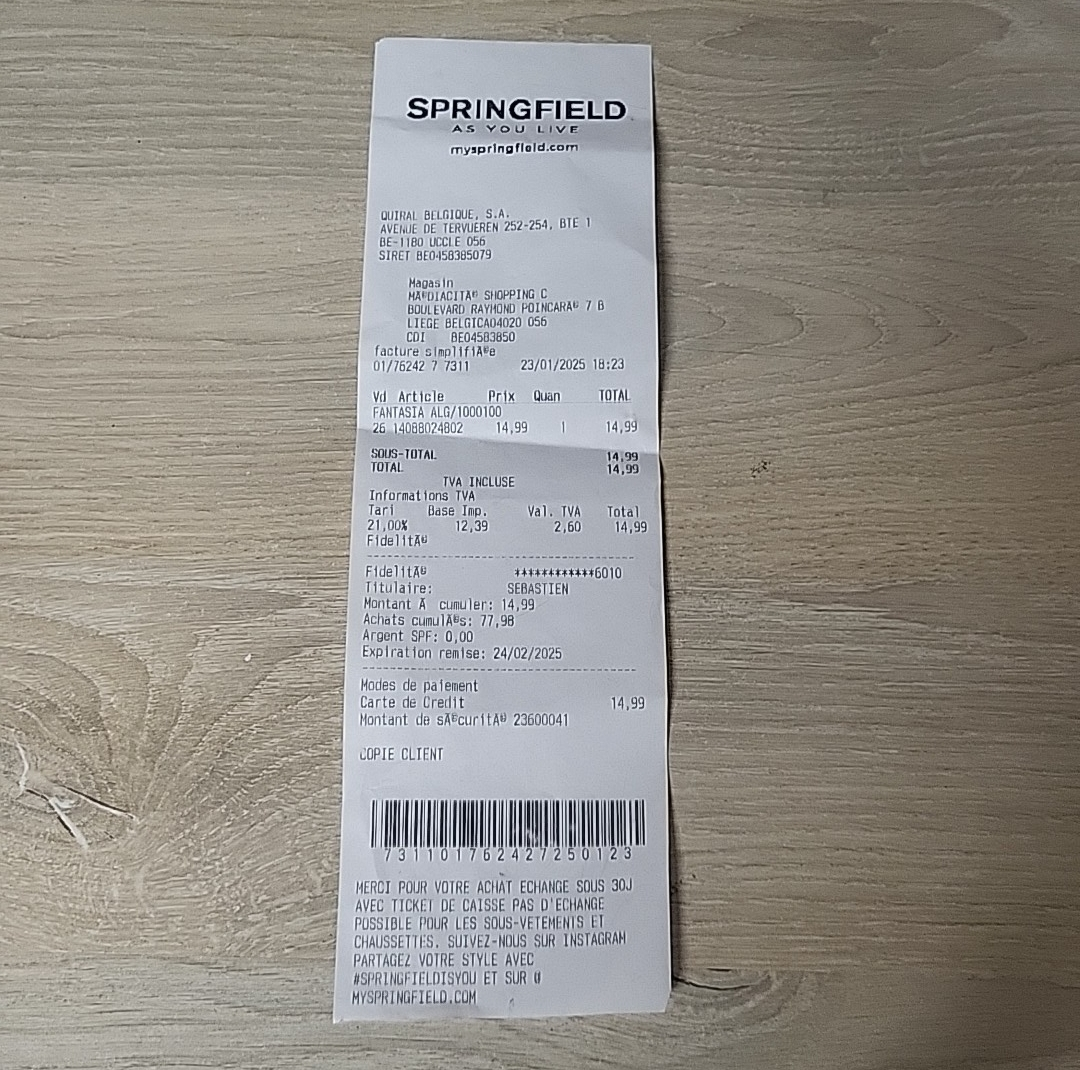 SPRINGFIELD
AS YOU LIVE
myspringfield.com
QUIRAL BELGIQUE, S.A.
AVENUE DE TERVUEREN 252-254, BTE 1
BE-1180 UCCLE 056
SIRET BE0458385079
Magasin
MÃ©DIACITÃ© SHOPPING C
BOULEVARD RAYMOND POINCARÃ© 7 B
LIEGE BELGICA04020 056
CDI BE04583850
facture simplifiÃ©e
01/76242 7 7311 23/01/2025 18:23
Vd Article Prix Quan TOTAL
FANTASIA ALG/1000100
26 14088024802 14,99 1 14,99
SOUS-TOTAL 14,99
TOTAL 14,99
TVA INCLUSE
Informations TVA
Tari Base Imp. Val. TVA Total
21,00% 12,39 2,60 14,99
FidelitÃ©
FidelitÃ© ************6010
Titulaire: SEBASTIEN
Montant Ã cumuler: 14,99
Achats cumulÃ©s: 77,98
Argent SPF: 0,00
Expiration remise: 24/02/2025
Modes de paiement
Carte de Credit 14,99
Montant de sÃ©curitÃ© 23600041
COPIE CLIENT
731101762427250123
MERCI POUR VOTRE ACHAT ECHANGE SOUS 30J
AVEC TICKET DE CAISSE PAS D'ECHANGE
POSSIBLE POUR LES SOUS-VETEMENTS ET
CHAUSSETTES. SUIVEZ-NOUS SUR INSTAGRAM
PARTAGEZ VOTRE STYLE AVEC
#SPRINGFIELDISYOU ET SUR
MYSPRINGFIELD.COM